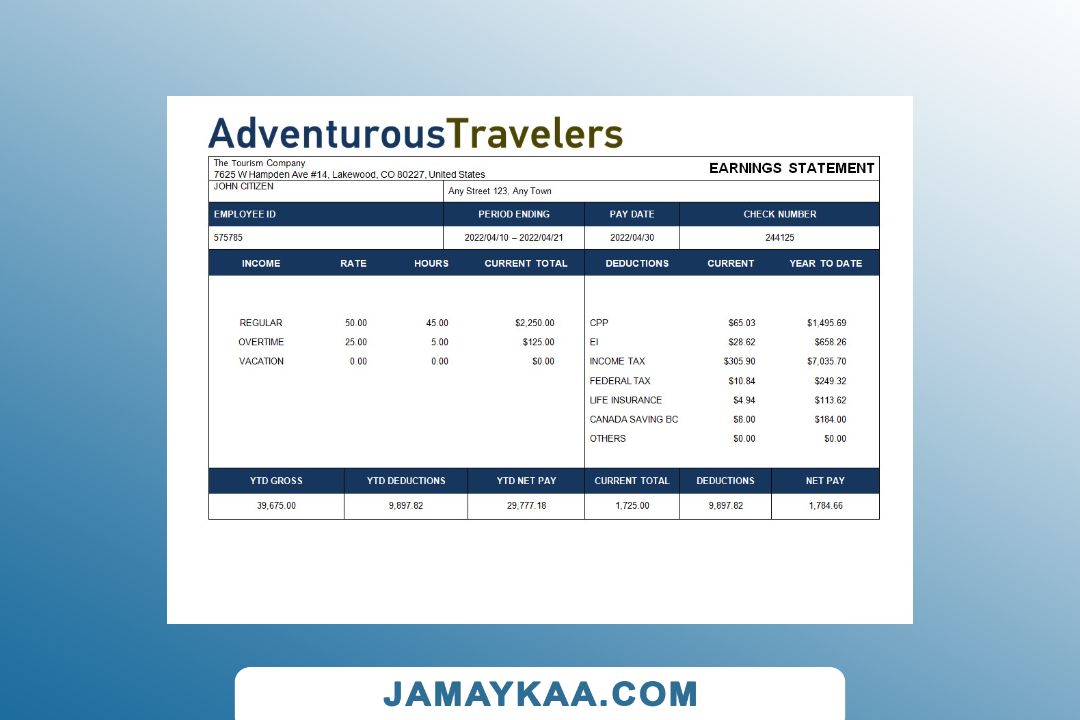 AdventurousTravelers
The Tourism Company
7625 W Hampden Ave #14, Lakewood, CO 80227, United States
EARNINGS STATEMENT
JOHN CITIZEN
Any Street 123, Any Town
EMPLOYEE ID PERIOD ENDING PAY DATE CHECK NUMBER
575785 2022/04/10 – 2022/04/21 2022/04/30 244125
INCOME RATE HOURS CURRENT TOTAL DEDUCTIONS CURRENT YEAR TO DATE
REGULAR 50.00 45.00 $2,250.00 CPP $65.03 $1,495.69
OVERTIME 25.00 5.00 $125.00 EI $28.62 $658.26
VACATION 0.00 0.00 $0.00 INCOME TAX $305.90 $7,035.70
FEDERAL TAX $10.84 $249.32
LIFE INSURANCE $4.94 $113.62
CANADA SAVING BC $8.00 $184.00
OTHERS $0.00 $0.00
YTD GROSS YTD DEDUCTIONS YTD NET PAY CURRENT TOTAL DEDUCTIONS NET PAY
39,675.00 9,897.82 29,777.18 1,725.00 9,897.82 1,784.66
JAMAYKAA.COM